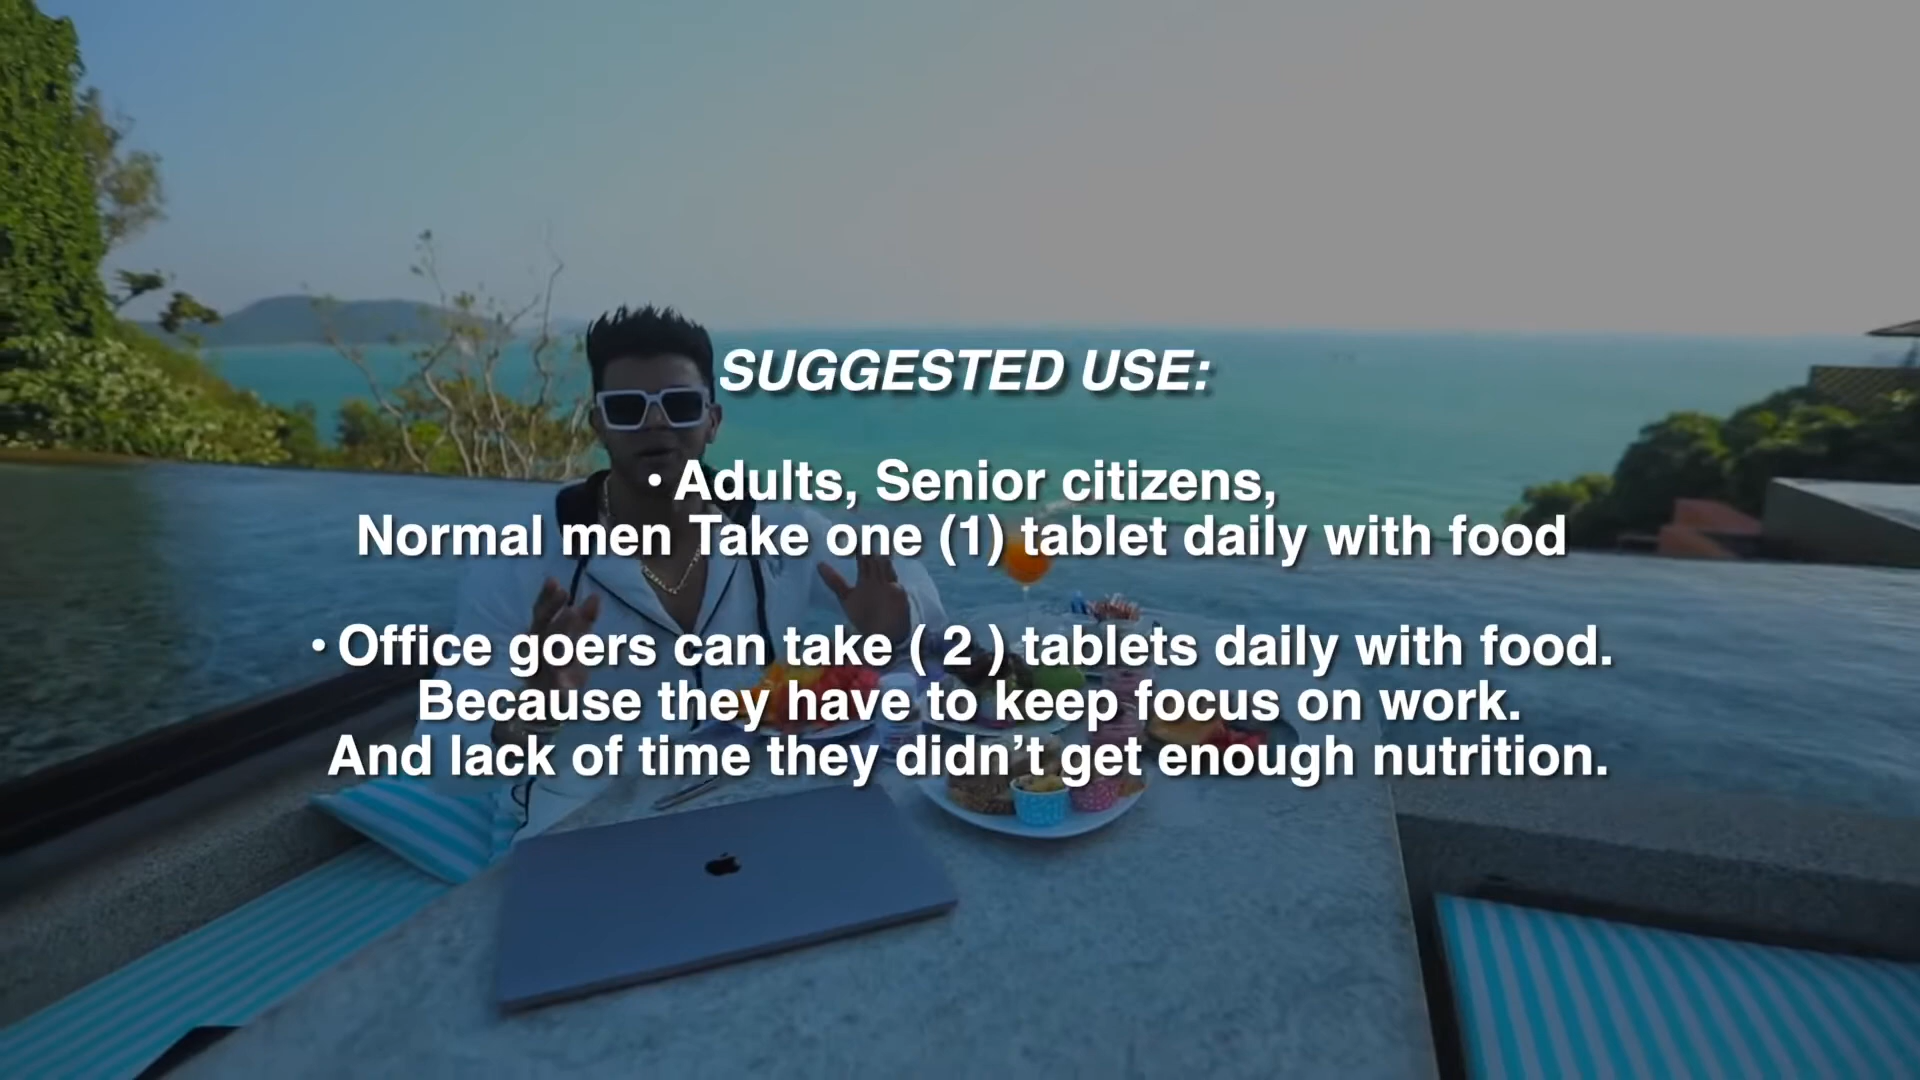 SUGGESTED USE:
• Adults, Senior citizens,
Normal men Take one (1) tablet daily with food
• Office goers can take ( 2 ) tablets daily with food.
Because they have to keep focus on work.
And lack of time they didn’t get enough nutrition.